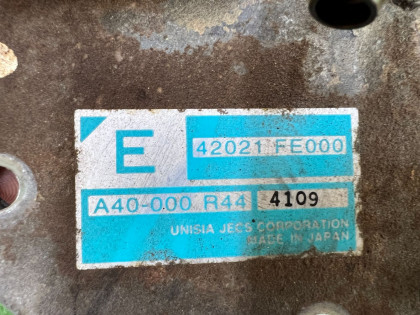 E
42021 FE000
A40-000 R44 4109
UNISIA JECS CORPORATION
MADE IN JAPAN